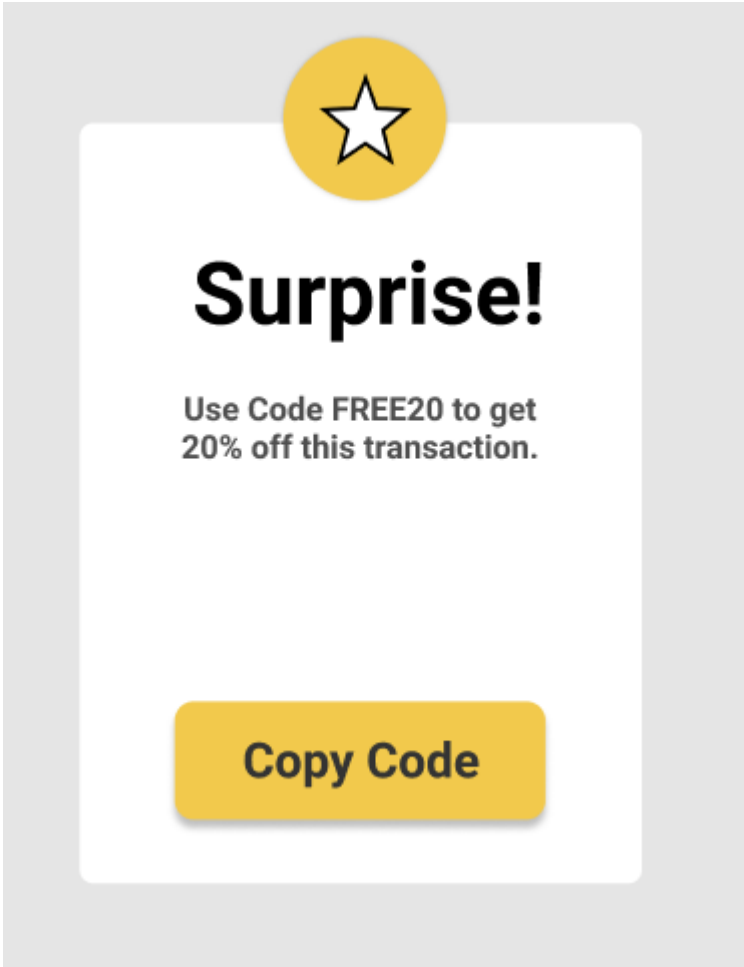 Surprise!
Use Code FREE20 to get
20% off this transaction.
Copy Code